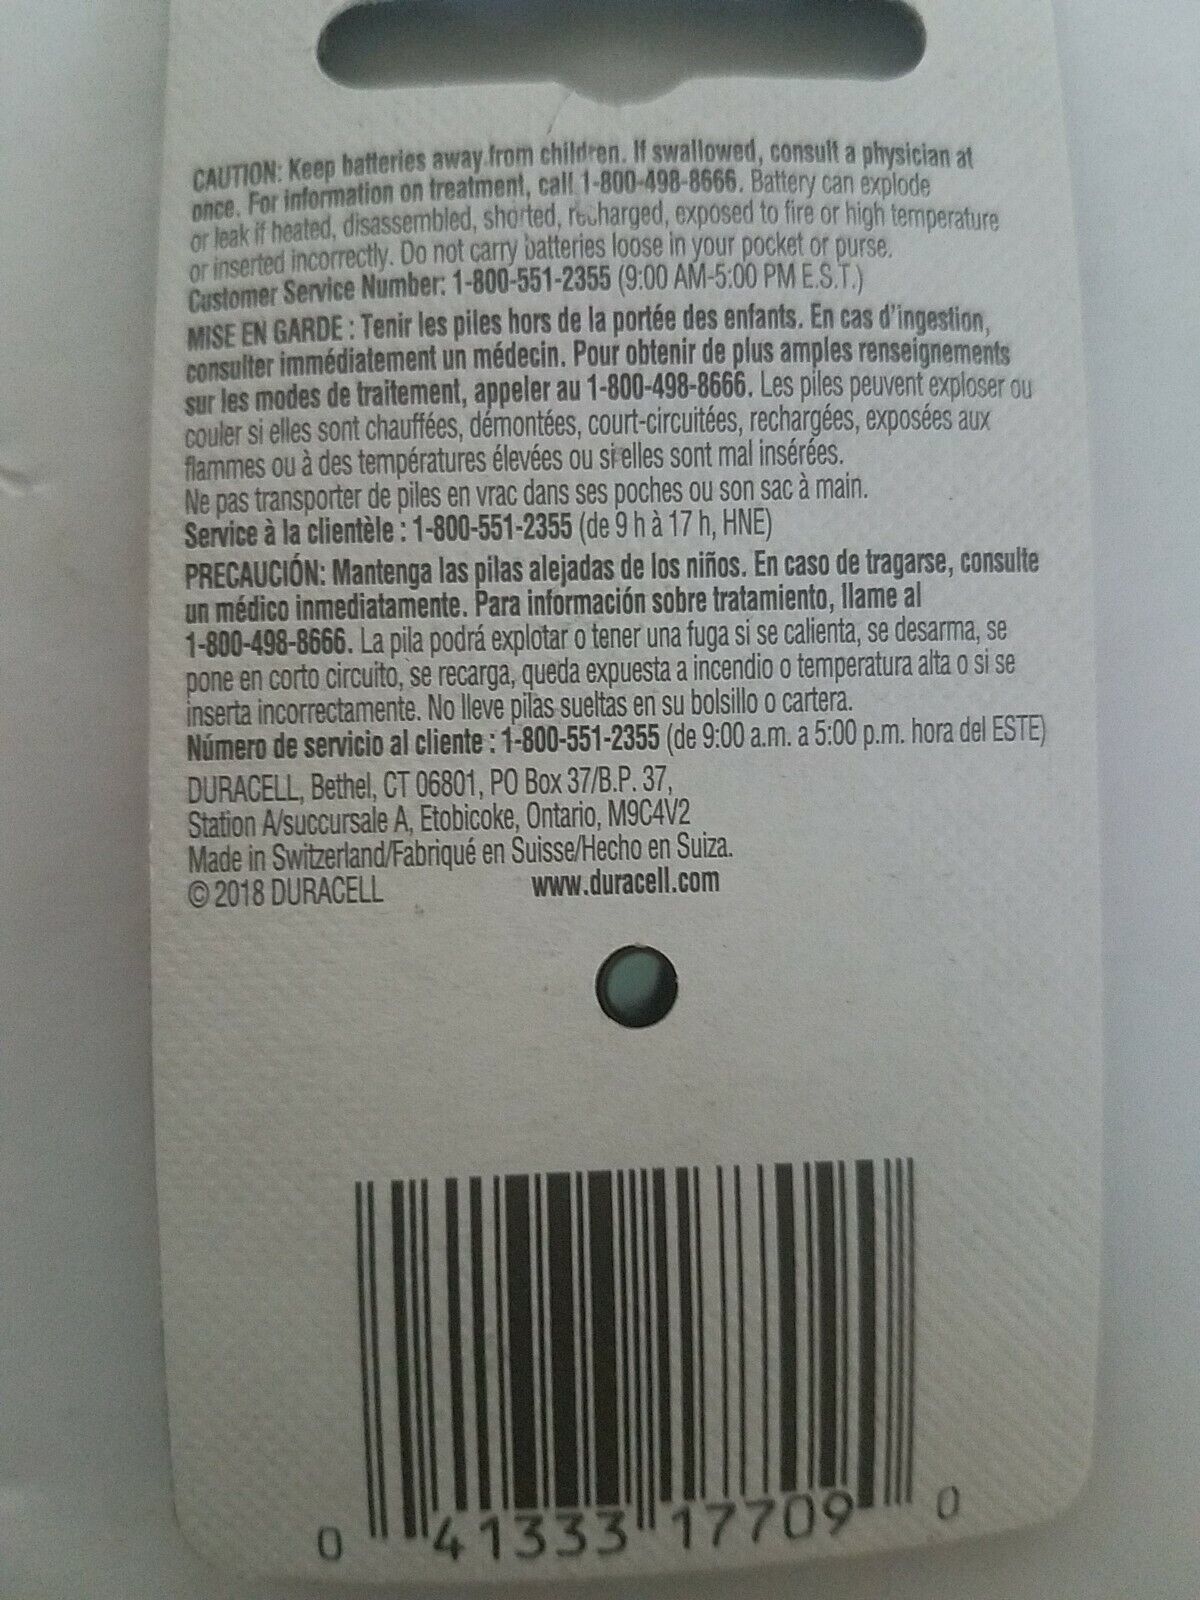 CAUTION: Keep batteries away from children. If swallowed, consult a physician at
once. For information on treatment, call 1-800-498-8666. Battery can explode
or leak if heated, disassembled, shorted, recharged, exposed to fire or high temperature
or inserted incorrectly. Do not carry batteries loose in your pocket or purse.
Customer Service Number: 1-800-551-2355 (9:00 AM-5:00 PM E.S.T.)
MISE EN GARDE : Tenir les piles hors de la portée des enfants. En cas d'ingestion,
consulter immédiatement un médecin. Pour obtenir de plus amples renseignements
sur les modes de traitement, appeler au 1-800-498-8666. Les piles peuvent exploser ou
couler si elles sont chauffées, démontées, court-circuitées, rechargées, exposées aux
flammes ou à des températures élevées ou si elles sont mal insérées.
Ne pas transporter de piles en vrac dans ses poches ou son sac à main.
Service à la clientèle : 1-800-551-2355 (de 9 h à 17 h, HNE)
PRECAUCIÓN: Mantenga las pilas alejadas de los niños. En caso de tragarse, consulte
un médico inmediatamente. Para información sobre tratamiento, llame al
1-800-498-8666. La pila podrá explotar o tener una fuga si se calienta, se desarma, se
pone en corto circuito, se recarga, queda expuesta a incendio o temperatura alta o si se
inserta incorrectamente. No lleve pilas sueltas en su bolsillo o cartera.
Número de servicio al cliente : 1-800-551-2355 (de 9:00 a.m. a 5:00 p.m. hora del ESTE)
DURACELL, Bethel, CT 06801, PO Box 37/B.P. 37,
Station A/succursale A, Etobicoke, Ontario, M9C4V2
Made in Switzerland/Fabriqué en Suisse/Hecho en Suiza.
© 2018 DURACELL www.duracell.com
0 41333 17709 0